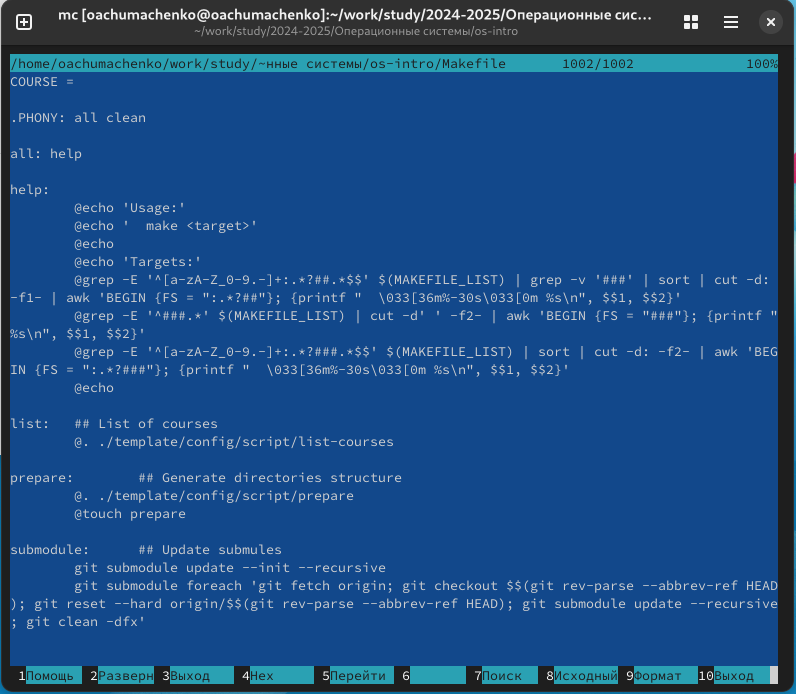 mc [oachumachenko@oachumachenko]:~/work/study/2024-2025/Операционные сис...
~/work/study/2024-2025/Операционные системы/os-intro
/home/oachumachenko/work/study/~нные системы/os-intro/Makefile 1002/1002 100%
COURSE =
.PHONY: all clean
all: help
help:
@echo 'Usage:'
@echo '  make <target>'
@echo
@echo 'Targets:'
@grep -E '^[a-zA-Z_0-9.-]+:.*?##.*$$' $(MAKEFILE_LIST) | grep -v '###' | sort | cut -d:
-f1- | awk 'BEGIN {FS = ":.*?##"}; {printf "  \033[36m%-30s\033[0m %s\n", $$1, $$2}'
@grep -E '^###.*' $(MAKEFILE_LIST) | cut -d' ' -f2- | awk 'BEGIN {FS = "###"}; {printf "
%s\n", $$1, $$2}'
@grep -E '^[a-zA-Z_0-9.-]+:.*?###.*$$' $(MAKEFILE_LIST) | sort | cut -d: -f2- | awk 'BEG
IN {FS = ":.*?###"}; {printf "  \033[36m%-30s\033[0m %s\n", $$1, $$2}'
@echo
list:   ## List of courses
@. ./template/config/script/list-courses
prepare:        ## Generate directories structure
@. ./template/config/script/prepare
@touch prepare
submodule:      ## Update submules
git submodule update --init --recursive
git submodule foreach 'git fetch origin; git checkout $$(git rev-parse --abbrev-ref HEAD
); git reset --hard origin/$$(git rev-parse --abbrev-ref HEAD); git submodule update --recursive
; git clean -dfx'
1Помощь 2Разверн 3Выход 4Hex 5Перейти 6 7Поиск 8Исходный 9Формат 10Выход